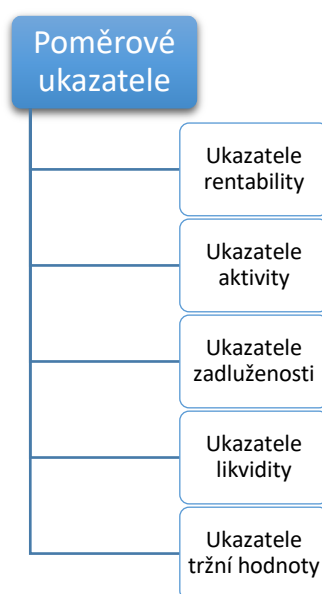 Poměrové
ukazatele
Ukazatele
rentability
Ukazatele
aktivity
Ukazatele
zadluženosti
Ukazatele
likvidity
Ukazatele
tržní hodnoty